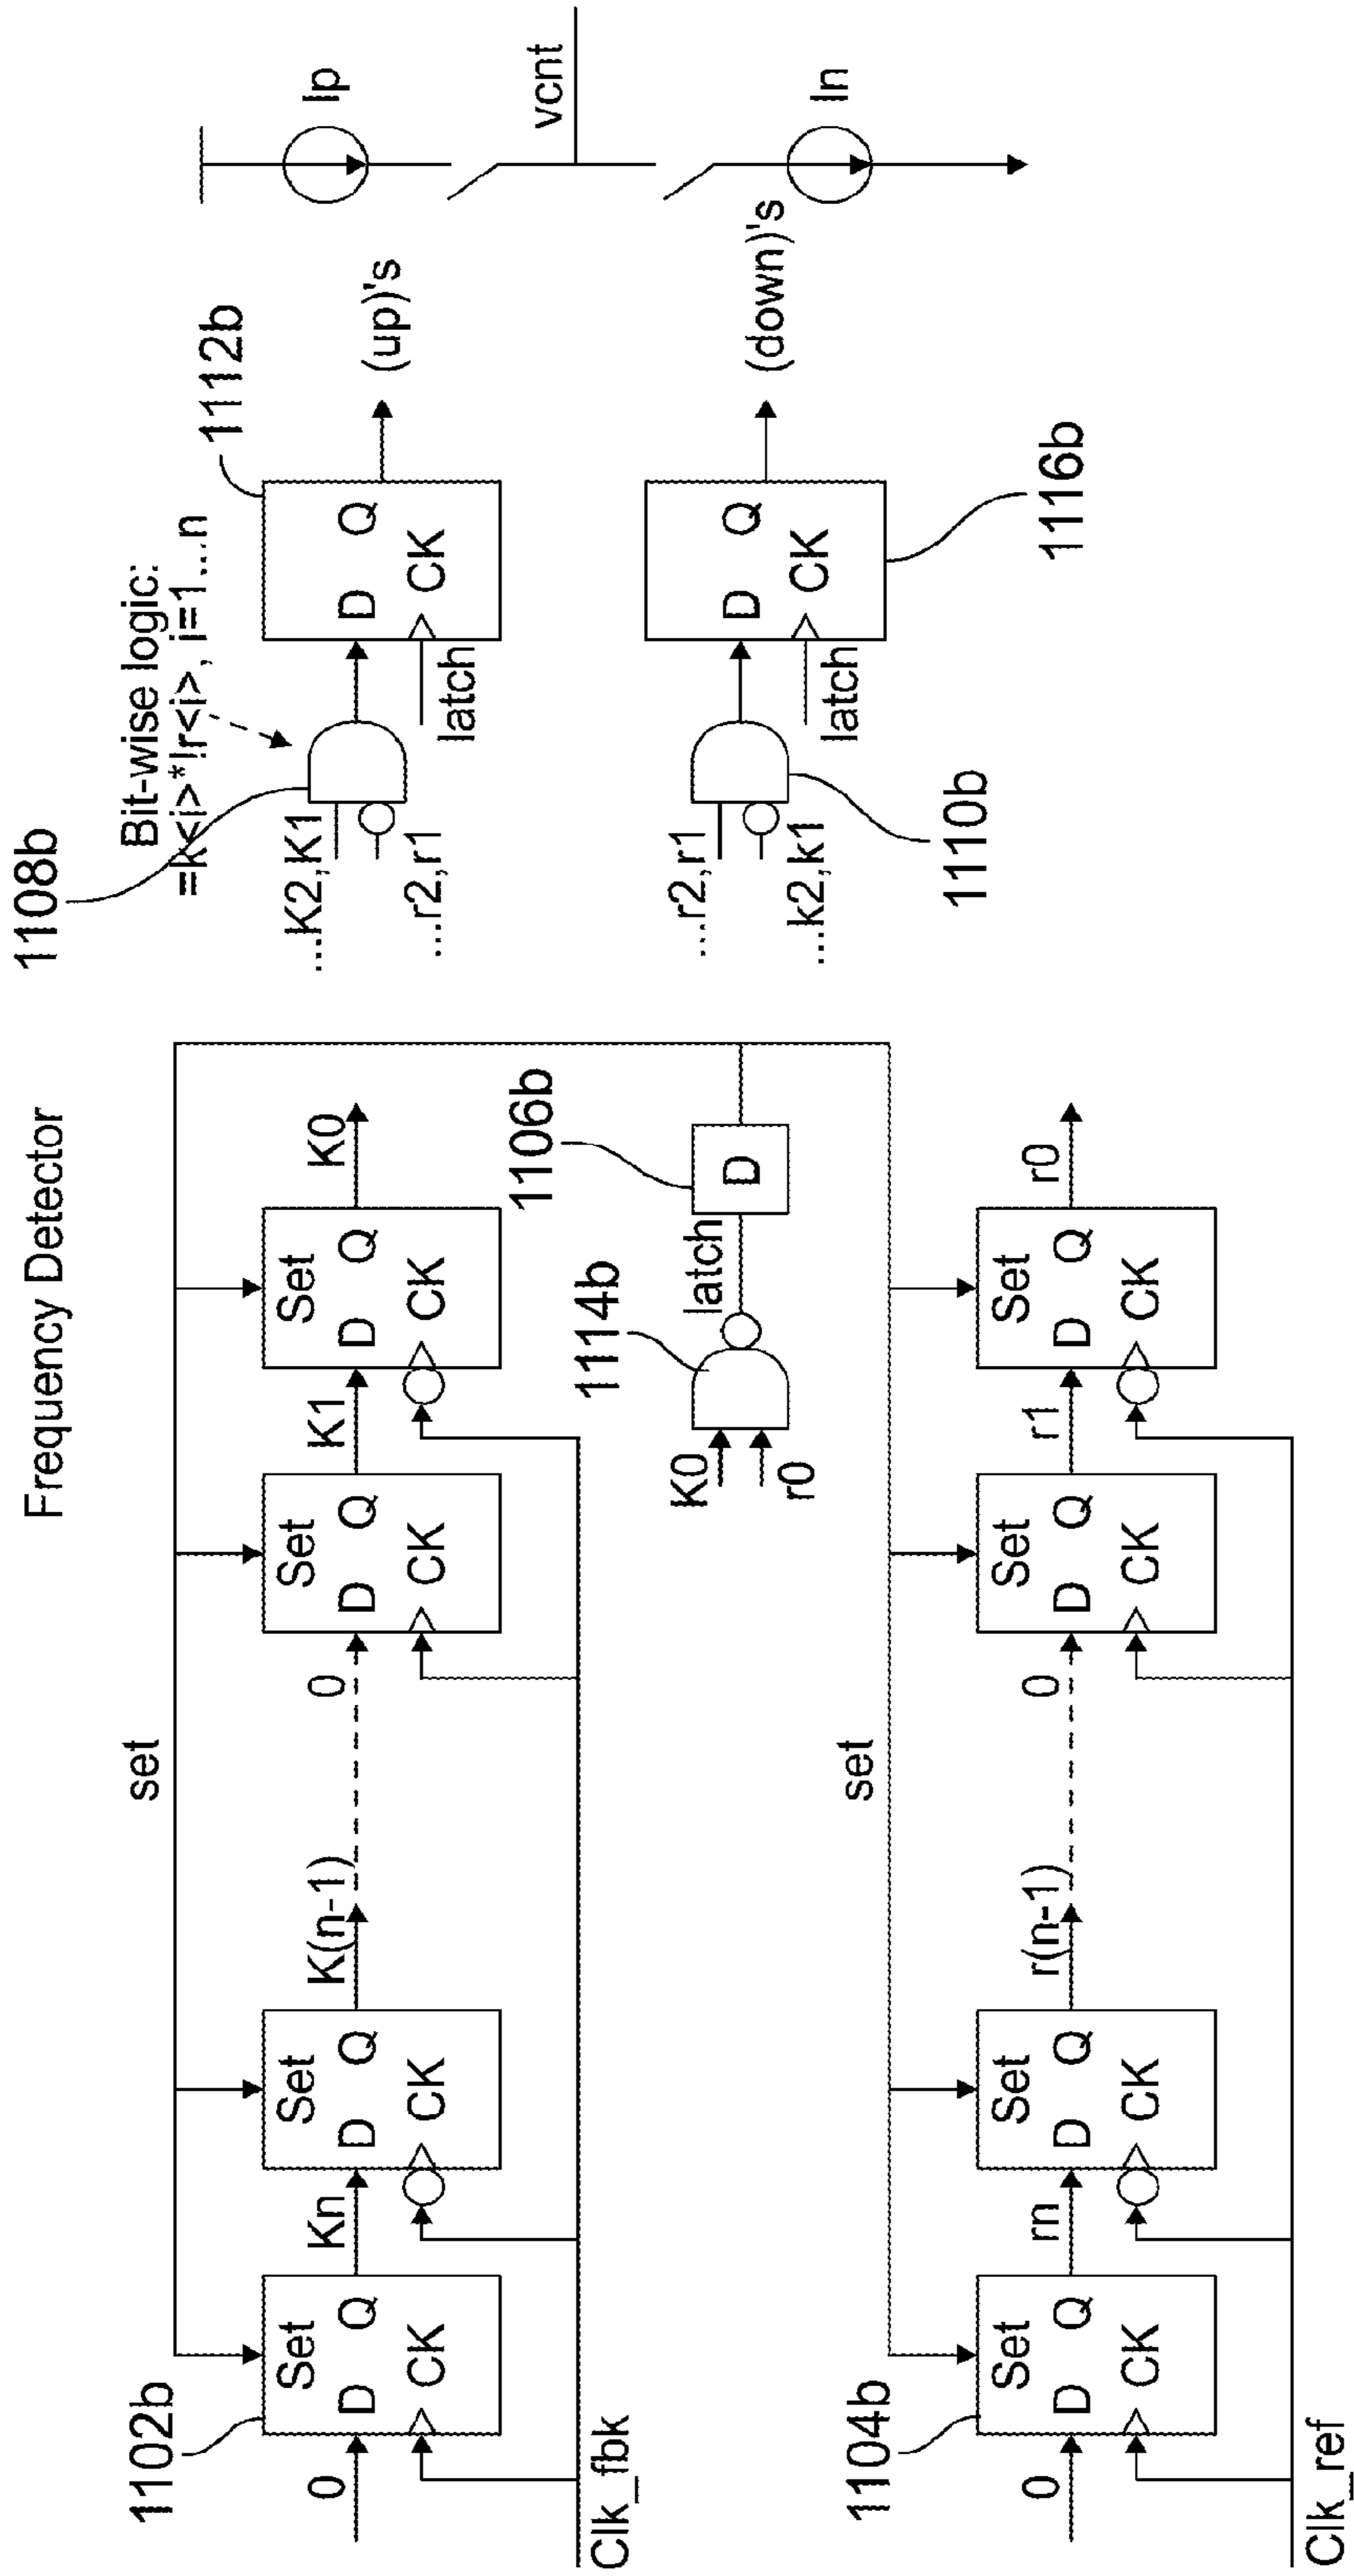 Frequency Detector
set
1102b
Set
D Q
CK
Set
D Q
CK
Set
D Q
CK
Set
D Q
CK
0
Kn
K(n-1)
0
K1
K0
Clk_fbk
K0
r0
1114b
latch
D
1106b
set
1104b
Set
D Q
CK
Set
D Q
CK
Set
D Q
CK
Set
D Q
CK
0
rn
r(n-1)
0
r1
r0
Clk_ref
1108b
Bit-wise logic:
=k<i>*!r<i>, i=1...n
...K2,K1
...r2,r1
latch
D Q
CK
1112b
(up)'s
...r2,r1
...k2,k1
1110b
latch
D Q
CK
1116b
(down)'s
Ip
vcnt
In